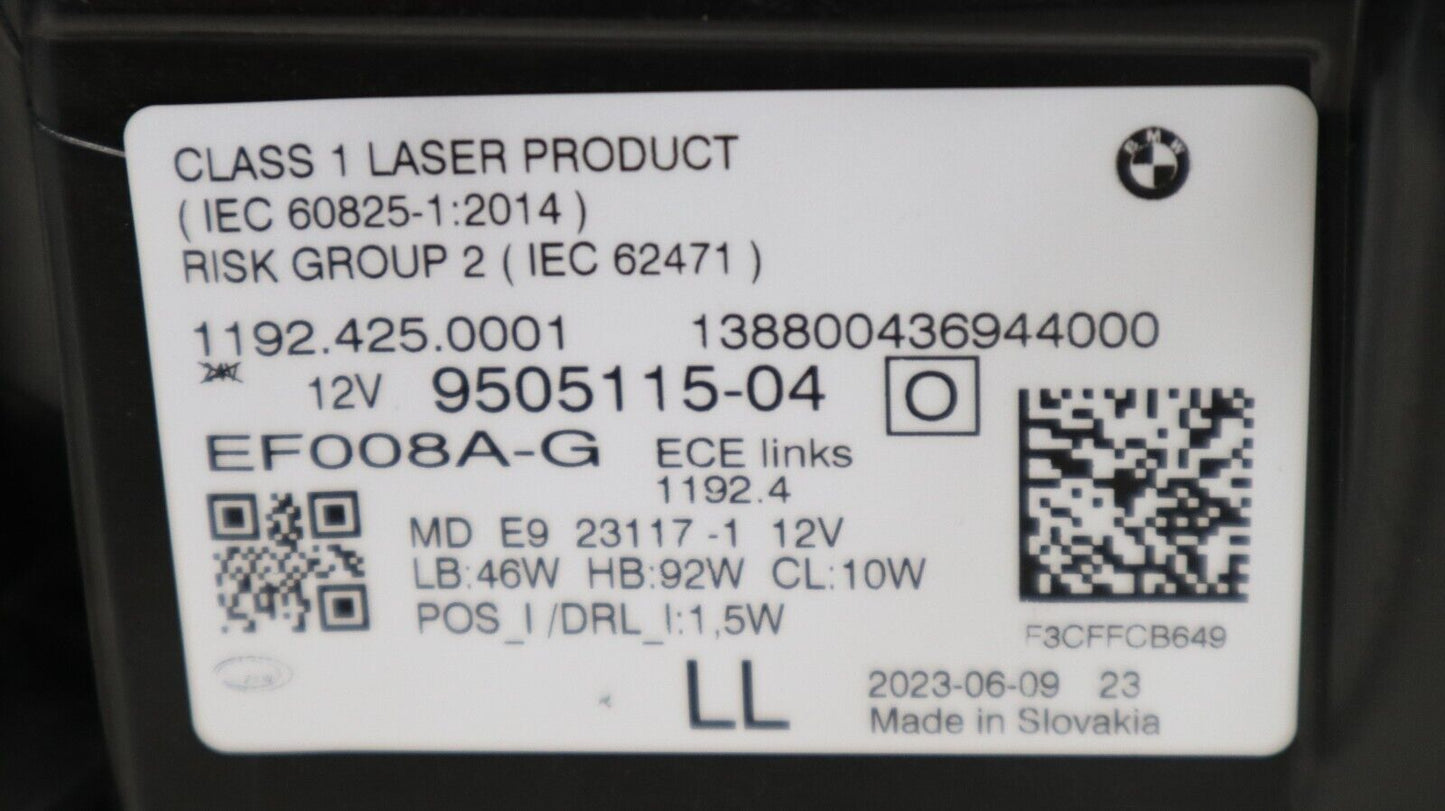 CLASS 1 LASER PRODUCT
( IEC 60825-1:2014 )
RISK GROUP 2 ( IEC 62471 )
BMW
1192.425.0001 138800436944000
12V 9505115-04 O
EF008A-G ECE links
1192.4
MD E9 23117 -1 12V
LB:46W HB:92W CL:10W
POS_I /DRL_I:1,5W
F3CFFCB649
LL
2023-06-09 23
Made in Slovakia